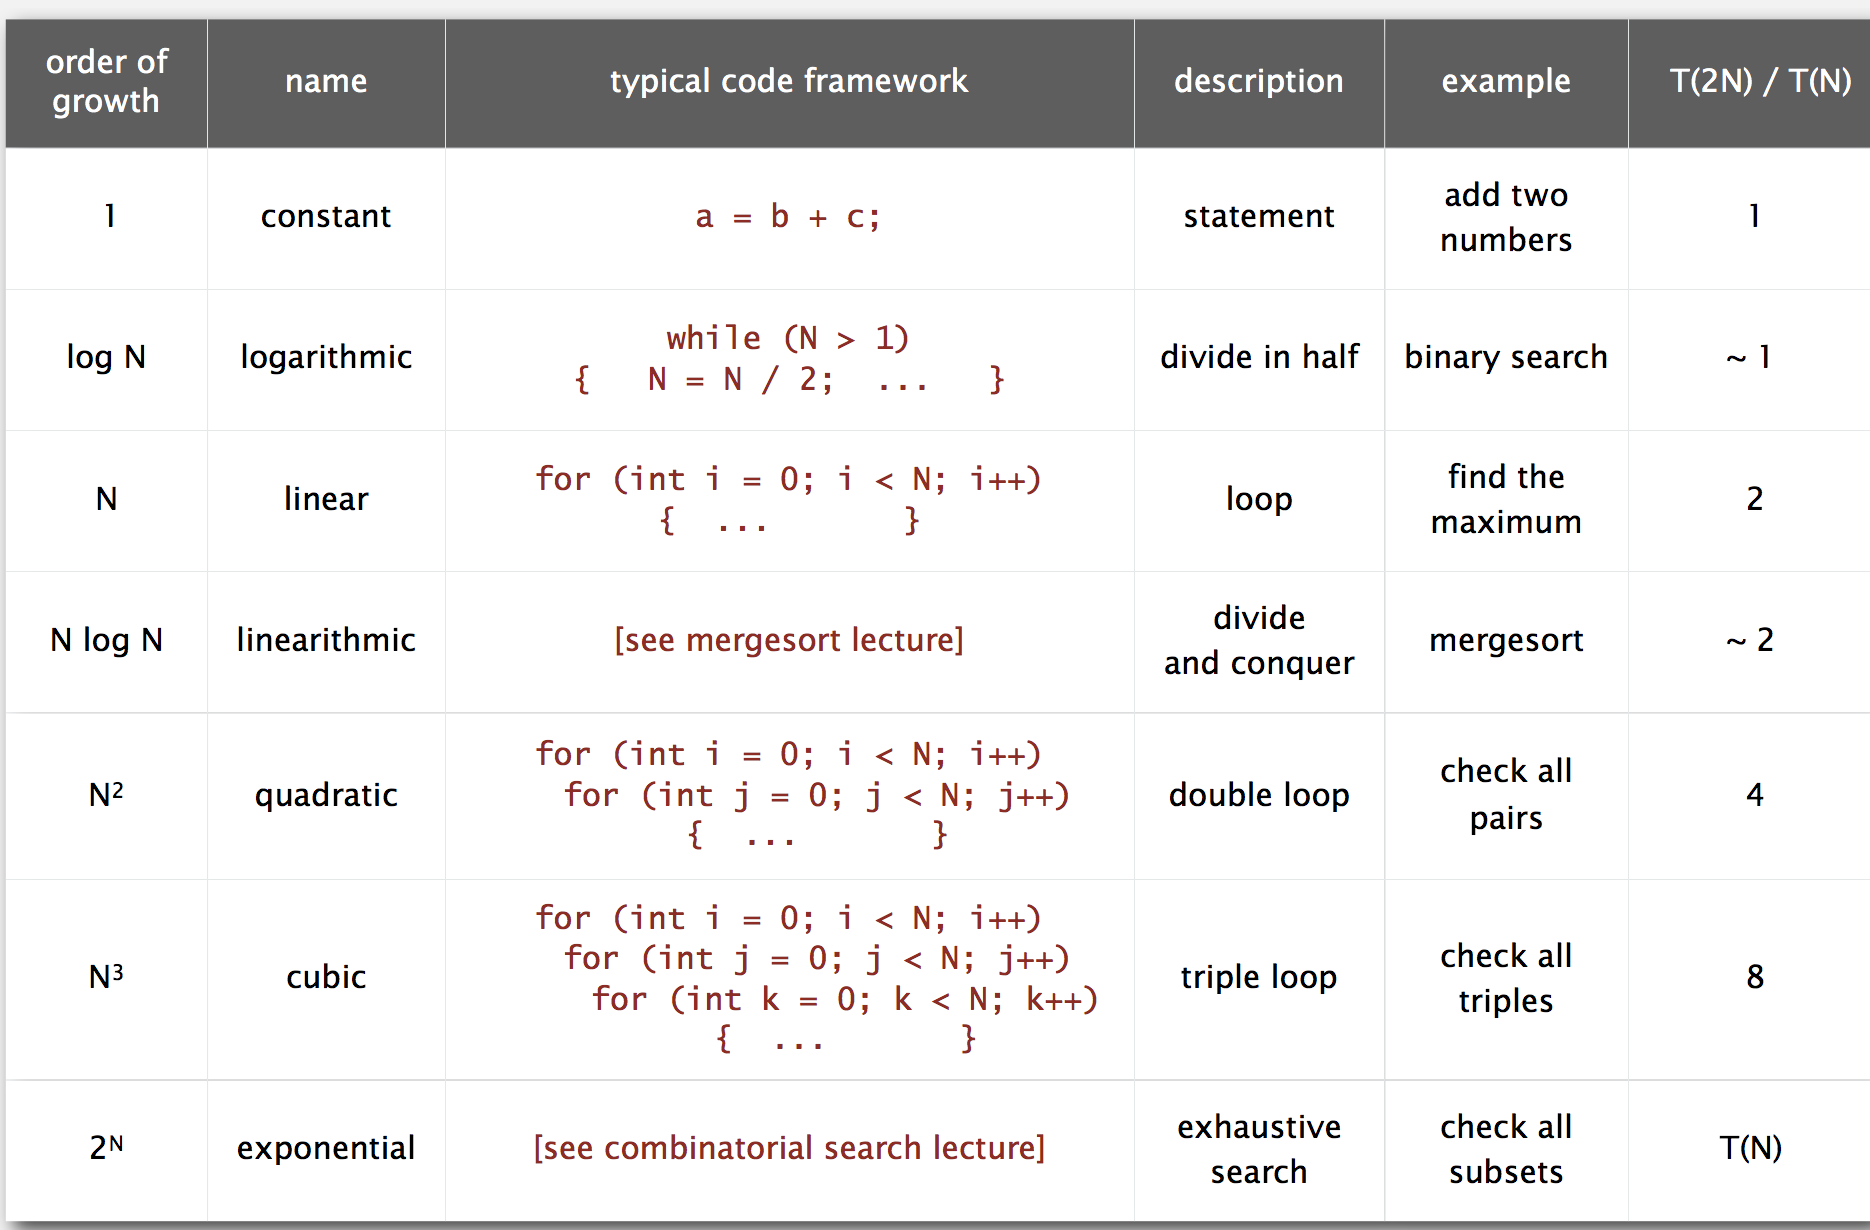 order of growth name typical code framework description example T(2N) / T(N)
1 constant a = b + c; statement add two numbers 1
log N logarithmic while (N > 1)
{ N = N / 2; ... } divide in half binary search ~ 1
N linear for (int i = 0; i < N; i++)
{ ... } loop find the maximum 2
N log N linearithmic [see mergesort lecture] divide and conquer mergesort ~ 2
N² quadratic for (int i = 0; i < N; i++)
for (int j = 0; j < N; j++)
{ ... } double loop check all pairs 4
N³ cubic for (int i = 0; i < N; i++)
for (int j = 0; j < N; j++)
for (int k = 0; k < N; k++)
{ ... } triple loop check all triples 8
2ᴺ exponential [see combinatorial search lecture] exhaustive search check all subsets T(N)